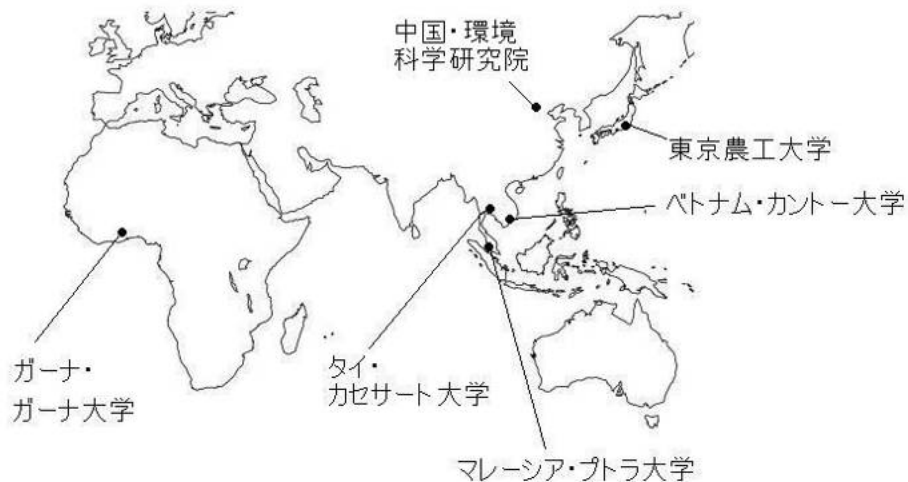 中国・環境
科学研究院
東京農工大学
ベトナム・カントー大学
ガーナ・
ガーナ大学
タイ・
カセサート大学
マレーシア・プトラ大学